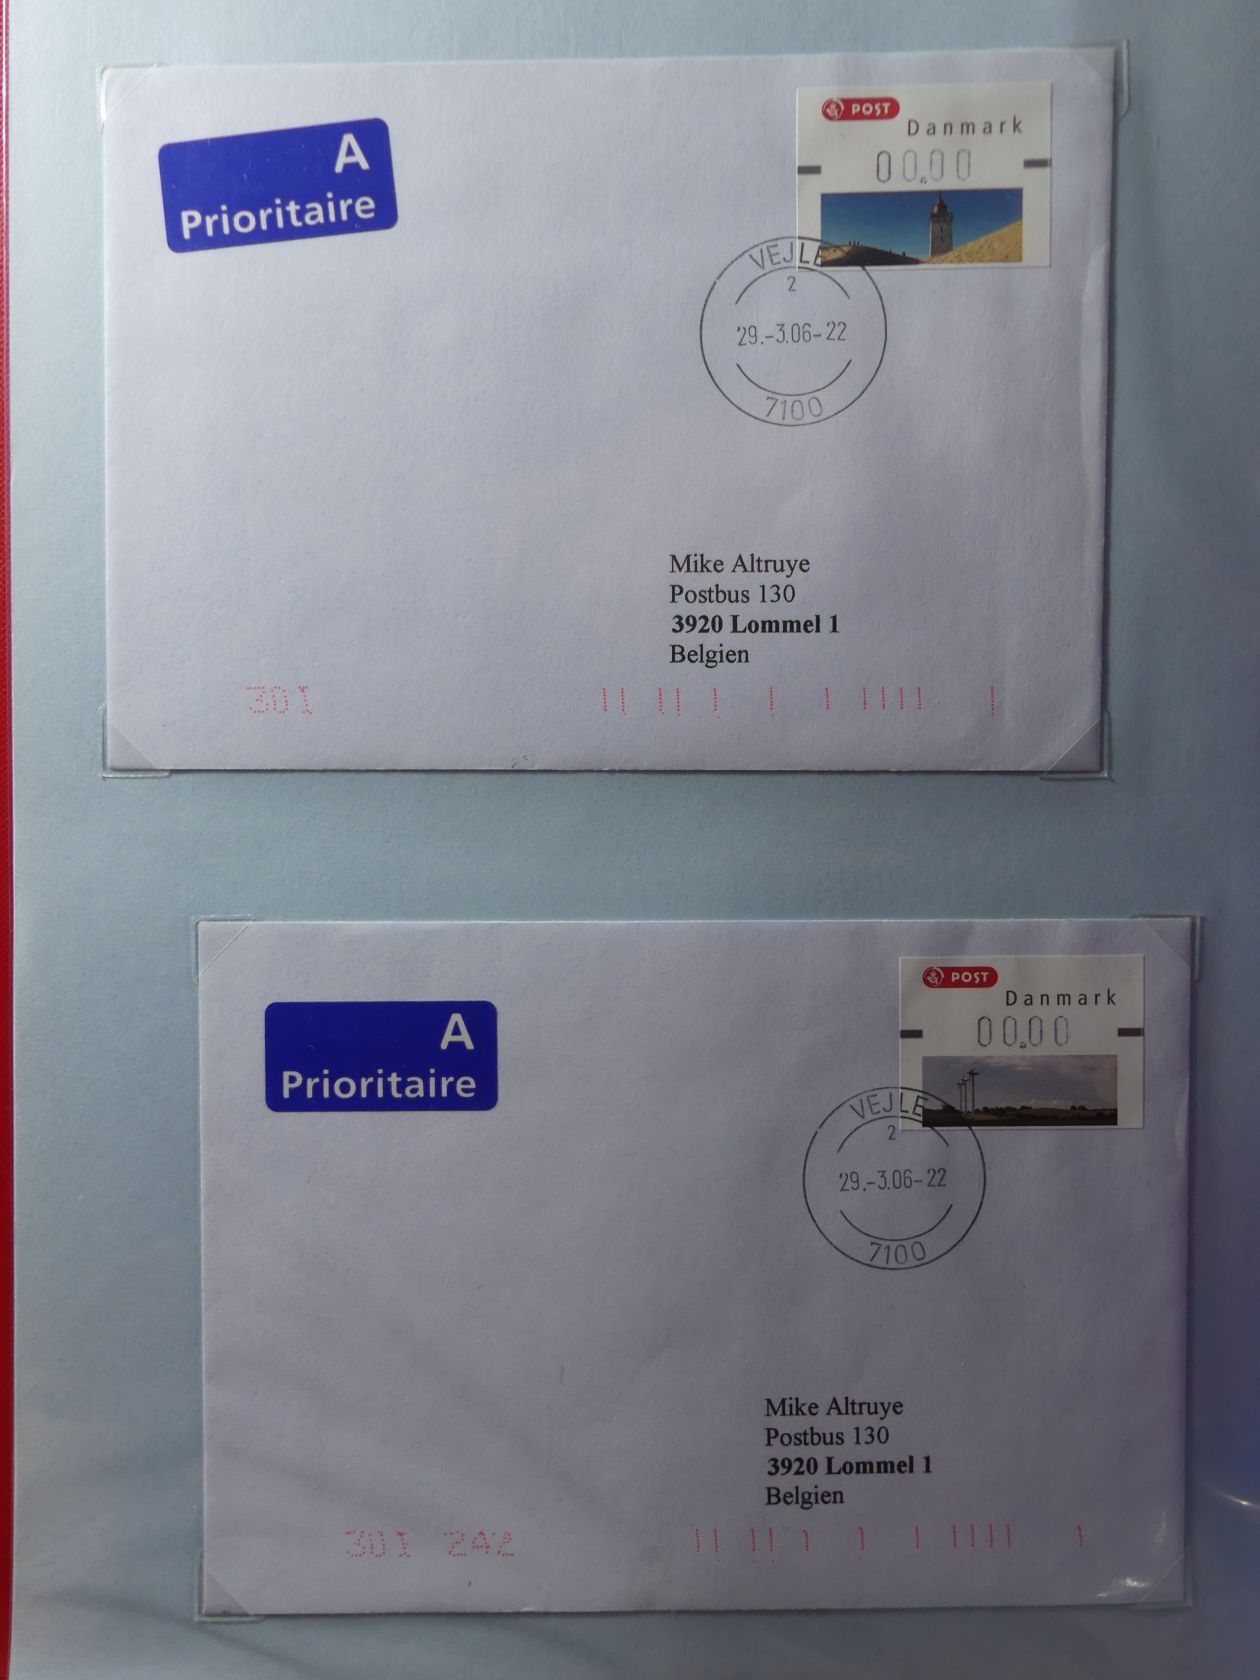 A
Prioritaire
POST
Danmark
00,00
VEJLE
2
29.-3.06-22
7100
Mike Altruye
Postbus 130
3920 Lommel 1
Belgien
301
A
Prioritaire
POST
Danmark
00,00
VEJLE
2
29.-3.06-22
7100
Mike Altruye
Postbus 130
3920 Lommel 1
Belgien
301 242